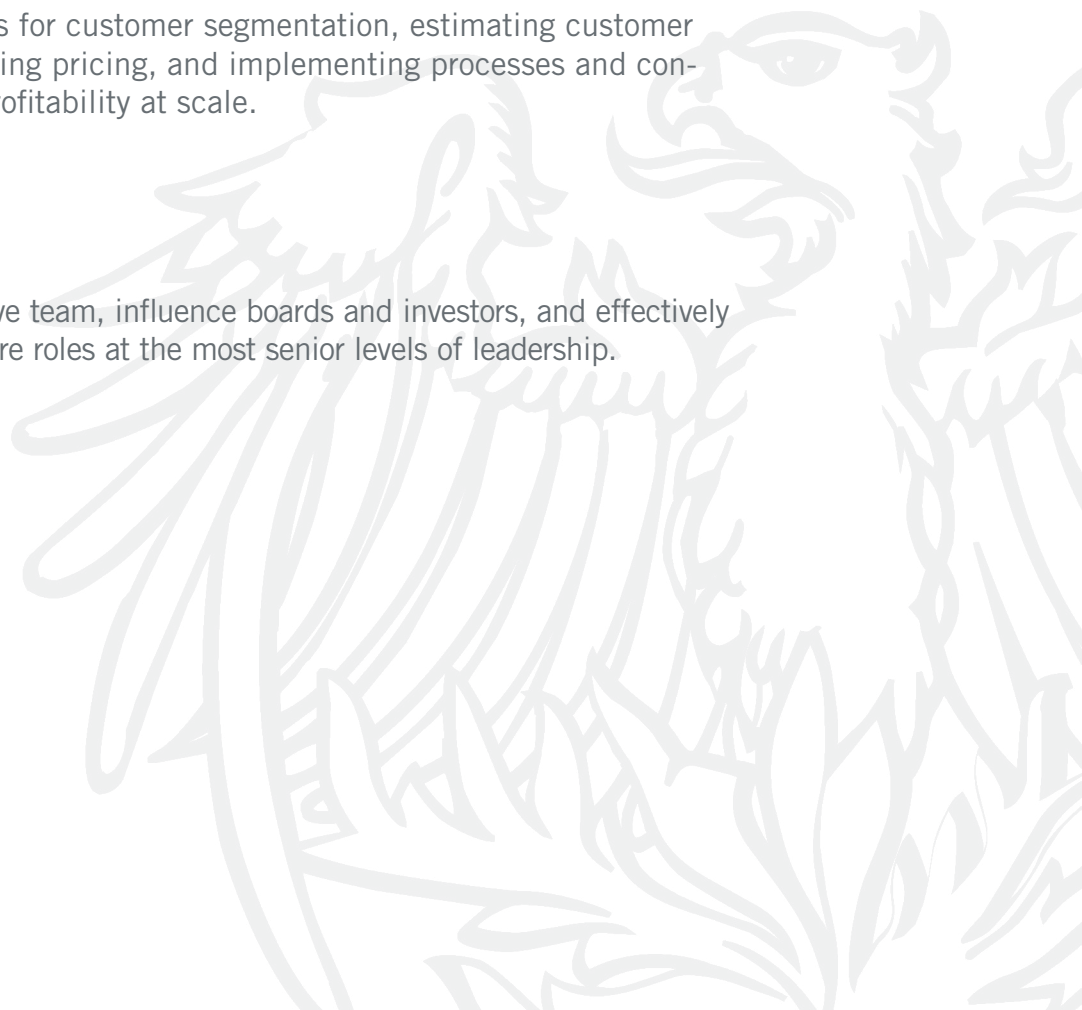 s for customer segmentation, estimating customer
ing pricing, and implementing processes and con-
rofitability at scale.
ve team, influence boards and investors, and effectively
re roles at the most senior levels of leadership.